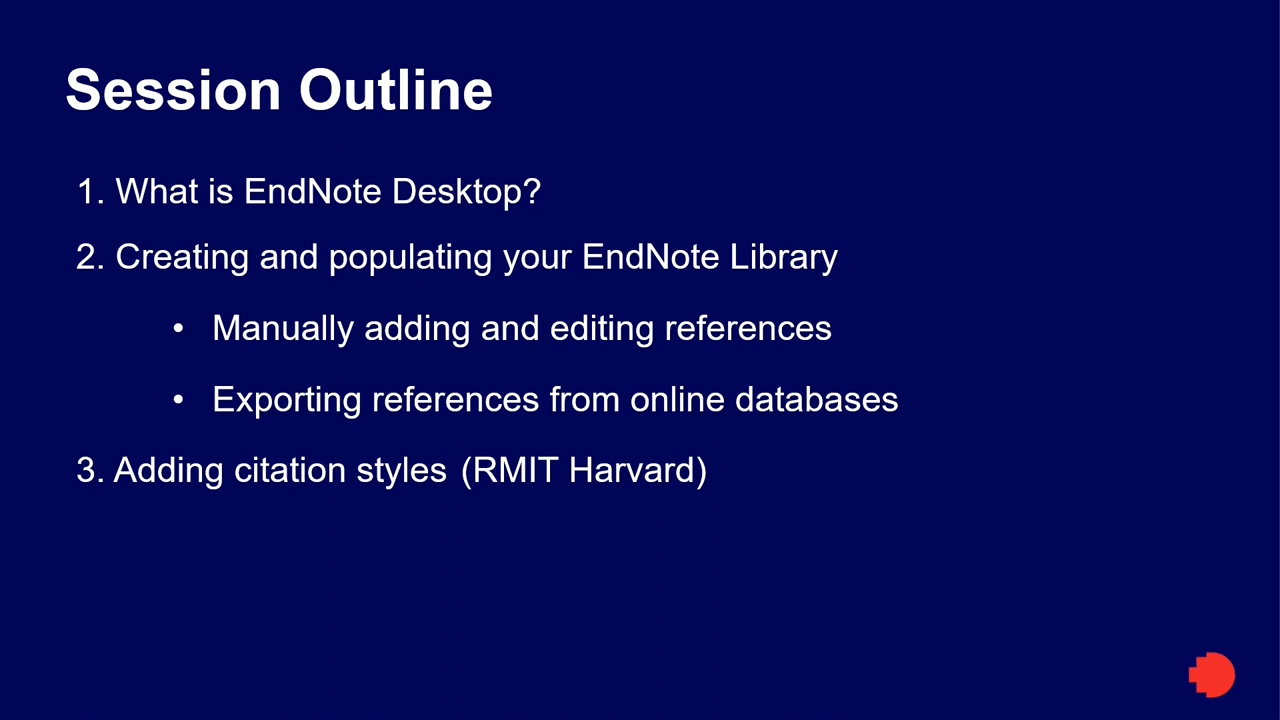 Session Outline
1. What is EndNote Desktop?
2. Creating and populating your EndNote Library
• Manually adding and editing references
• Exporting references from online databases
3. Adding citation styles (RMIT Harvard)